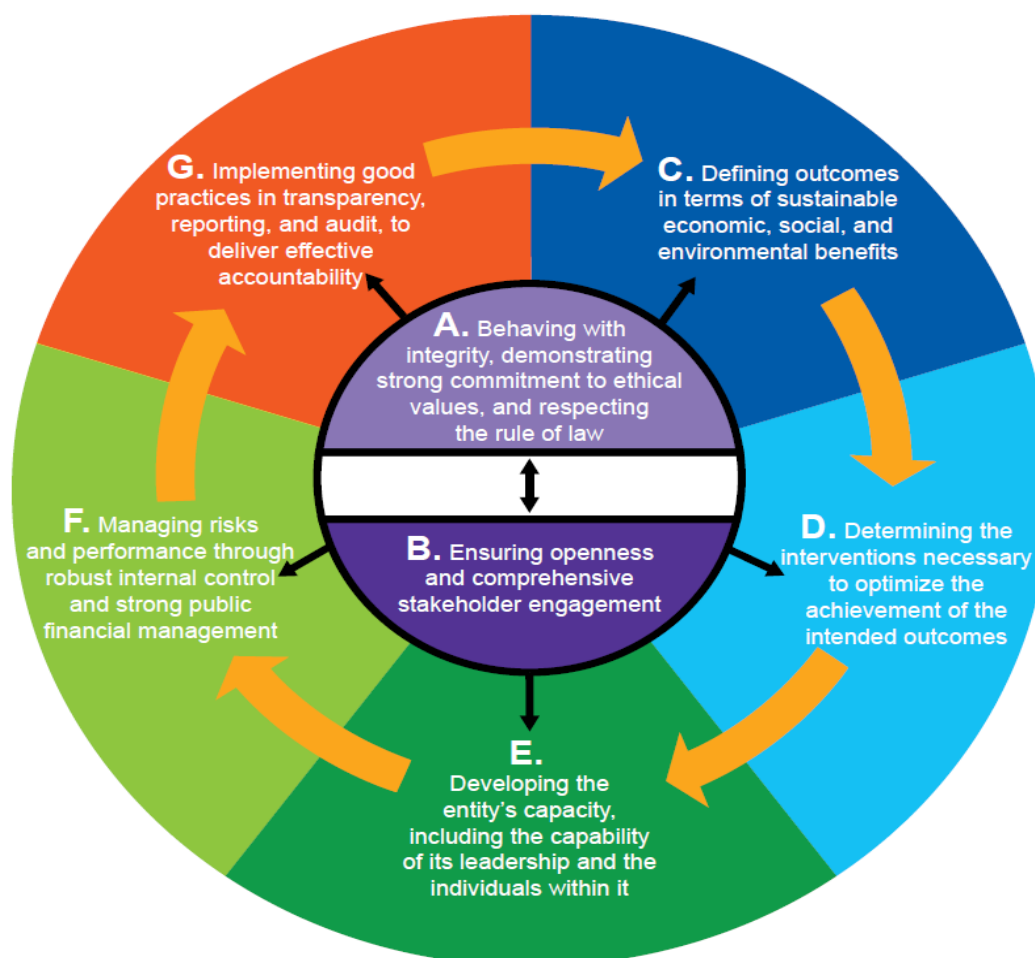 A. Behaving with
integrity, demonstrating
strong commitment to ethical
values, and respecting
the rule of law
B. Ensuring openness
and comprehensive
stakeholder engagement
C. Defining outcomes
in terms of sustainable
economic, social, and
environmental benefits
D. Determining the
interventions necessary
to optimize the
achievement of the
intended outcomes
E.
Developing the
entity's capacity,
including the capability
of its leadership and the
individuals within it
F. Managing risks
and performance through
robust internal control
and strong public
financial management
G. Implementing good
practices in transparency,
reporting, and audit, to
deliver effective
accountability